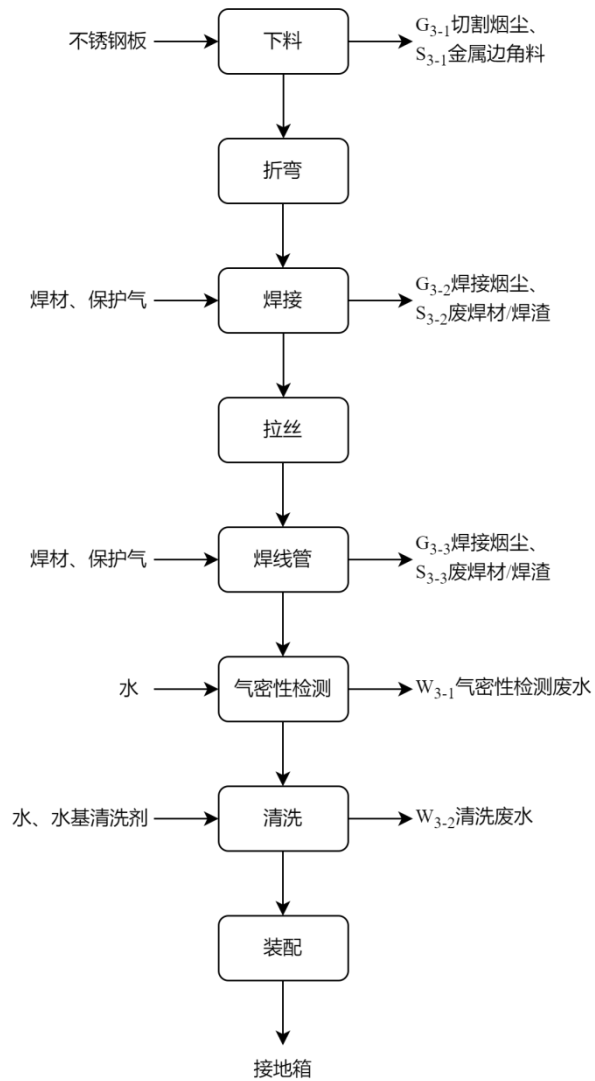 不锈钢板
下料
G3-1切割烟尘、
S3-1金属边角料
折弯
焊材、保护气
焊接
G3-2焊接烟尘、
S3-2废焊材/焊渣
拉丝
焊材、保护气
焊线管
G3-3焊接烟尘、
S3-3废焊材/焊渣
水
气密性检测
W3-1气密性检测废水
水、水基清洗剂
清洗
W3-2清洗废水
装配
接地箱